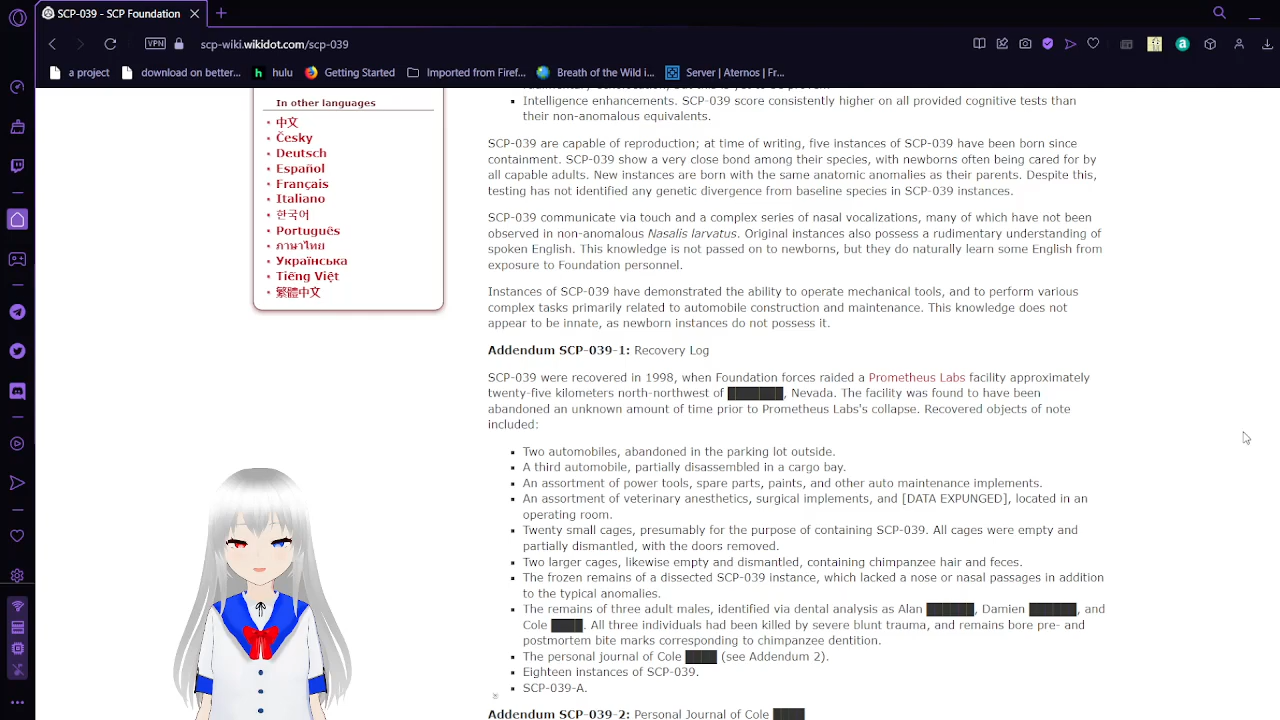 SCP-039 - SCP Foundation
VPN
scp-wiki.wikidot.com/scp-039
a project
download on better...
hulu
Getting Started
Imported from Firef...
Breath of the Wild i...
Server | Aternos | Fr...
In other languages
中文
Česky
Deutsch
Español
Français
Italiano
한국어
Português
ภาษาไทย
Українська
Tiếng Việt
繁體中文
Intelligence enhancements. SCP-039 score consistently higher on all provided cognitive tests than
their non-anomalous equivalents.
SCP-039 are capable of reproduction; at time of writing, five instances of SCP-039 have been born since
containment. SCP-039 show a very close bond among their species, with newborns often being cared for by
all capable adults. New instances are born with the same anatomic anomalies as their parents. Despite this,
testing has not identified any genetic divergence from baseline species in SCP-039 instances.
SCP-039 communicate via touch and a complex series of nasal vocalizations, many of which have not been
observed in non-anomalous Nasalis larvatus. Original instances also possess a rudimentary understanding of
spoken English. This knowledge is not passed on to newborns, but they do naturally learn some English from
exposure to Foundation personnel.
Instances of SCP-039 have demonstrated the ability to operate mechanical tools, and to perform various
complex tasks primarily related to automobile construction and maintenance. This knowledge does not
appear to be innate, as newborn instances do not possess it.
Addendum SCP-039-1: Recovery Log
SCP-039 were recovered in 1998, when Foundation forces raided a Prometheus Labs facility approximately
twenty-five kilometers north-northwest of ███████, Nevada. The facility was found to have been
abandoned an unknown amount of time prior to Prometheus Labs's collapse. Recovered objects of note
included:
Two automobiles, abandoned in the parking lot outside.
A third automobile, partially disassembled in a cargo bay.
An assortment of power tools, spare parts, paints, and other auto maintenance implements.
An assortment of veterinary anesthetics, surgical implements, and [DATA EXPUNGED], located in an
operating room.
Twenty small cages, presumably for the purpose of containing SCP-039. All cages were empty and
partially dismantled, with the doors removed.
Two larger cages, likewise empty and dismantled, containing chimpanzee hair and feces.
The frozen remains of a dissected SCP-039 instance, which lacked a nose or nasal passages in addition
to the typical anomalies.
The remains of three adult males, identified via dental analysis as Alan ██████, Damien ██████, and
Cole ████. All three individuals had been killed by severe blunt trauma, and remains bore pre- and
postmortem bite marks corresponding to chimpanzee dentition.
The personal journal of Cole ████ (see Addendum 2).
Eighteen instances of SCP-039.
SCP-039-A.
Addendum SCP-039-2: Personal Journal of Cole ████